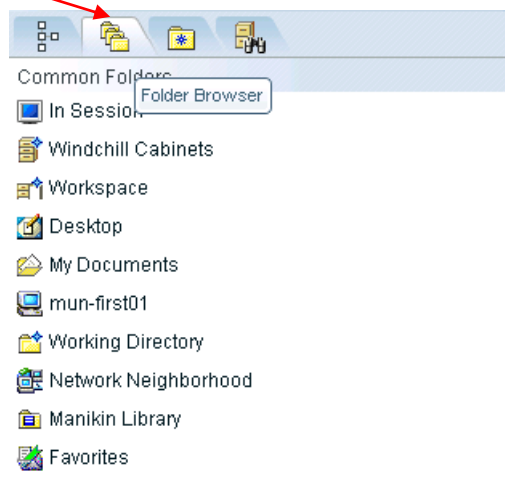 Common Folders
Folder Browser
In Session
Windchill Cabinets
Workspace
Desktop
My Documents
mun-first01
Working Directory
Network Neighborhood
Manikin Library
Favorites